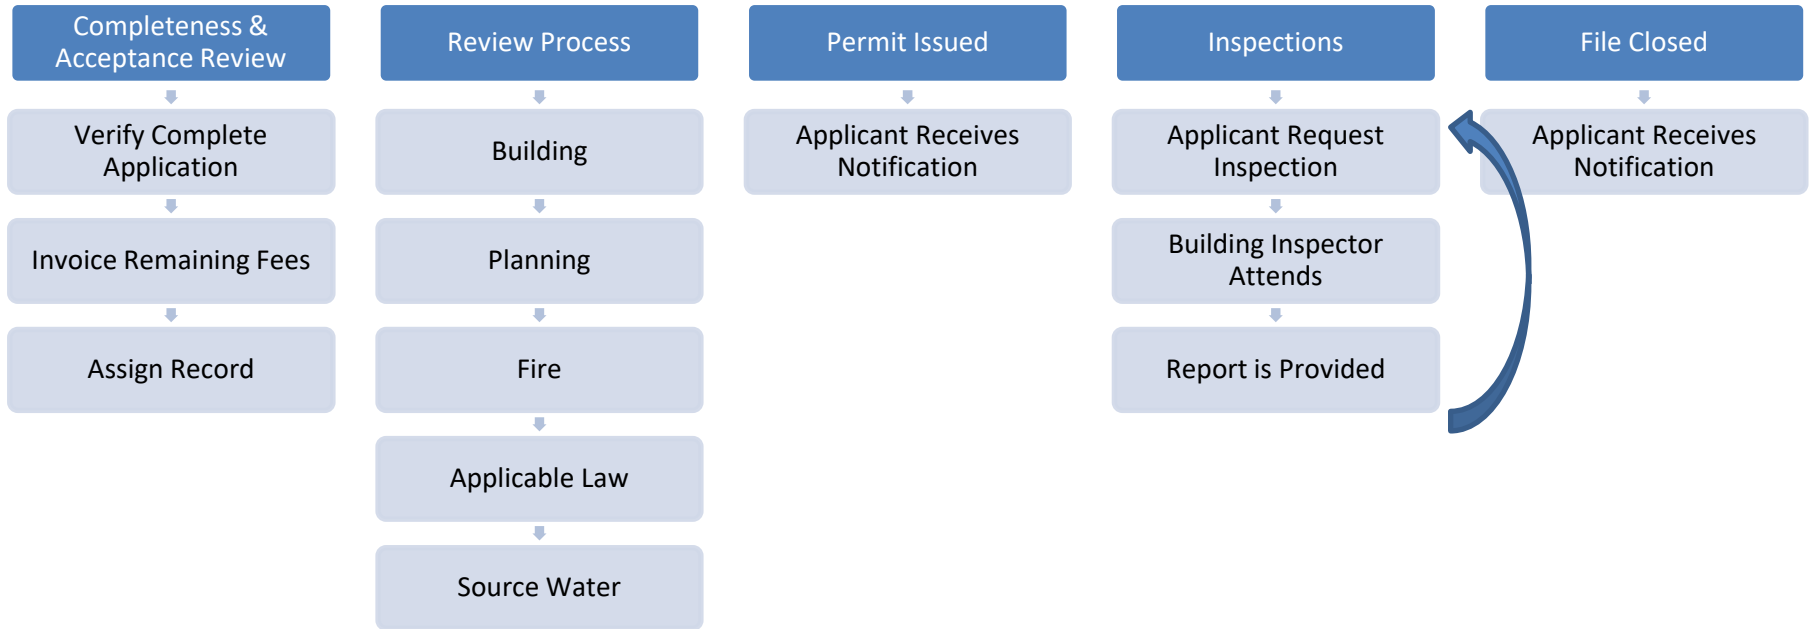 Completeness &
Acceptance Review
Verify Complete
Application
Invoice Remaining Fees
Assign Record
Review Process
Building
Planning
Fire
Applicable Law
Source Water
Permit Issued
Applicant Receives
Notification
Inspections
Applicant Request
Inspection
Building Inspector
Attends
Report is Provided
File Closed
Applicant Receives
Notification